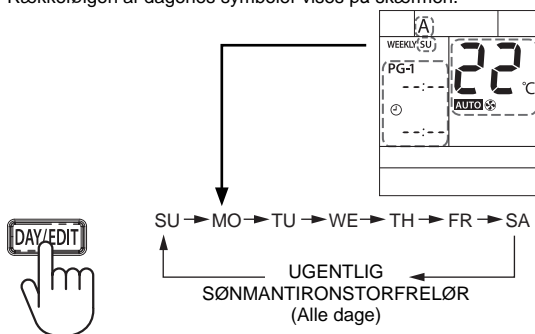 Rækkefølgen af dagenes symboler vises på skærmen.
A
WEEKLY SU
PG-1
--:--
--:--
22 °C
AUTO
DAY/EDIT
SU MO TU WE TH FR SA
UGENTLIG
SØNMANTIRONSTORFRELØR
(Alle dage)